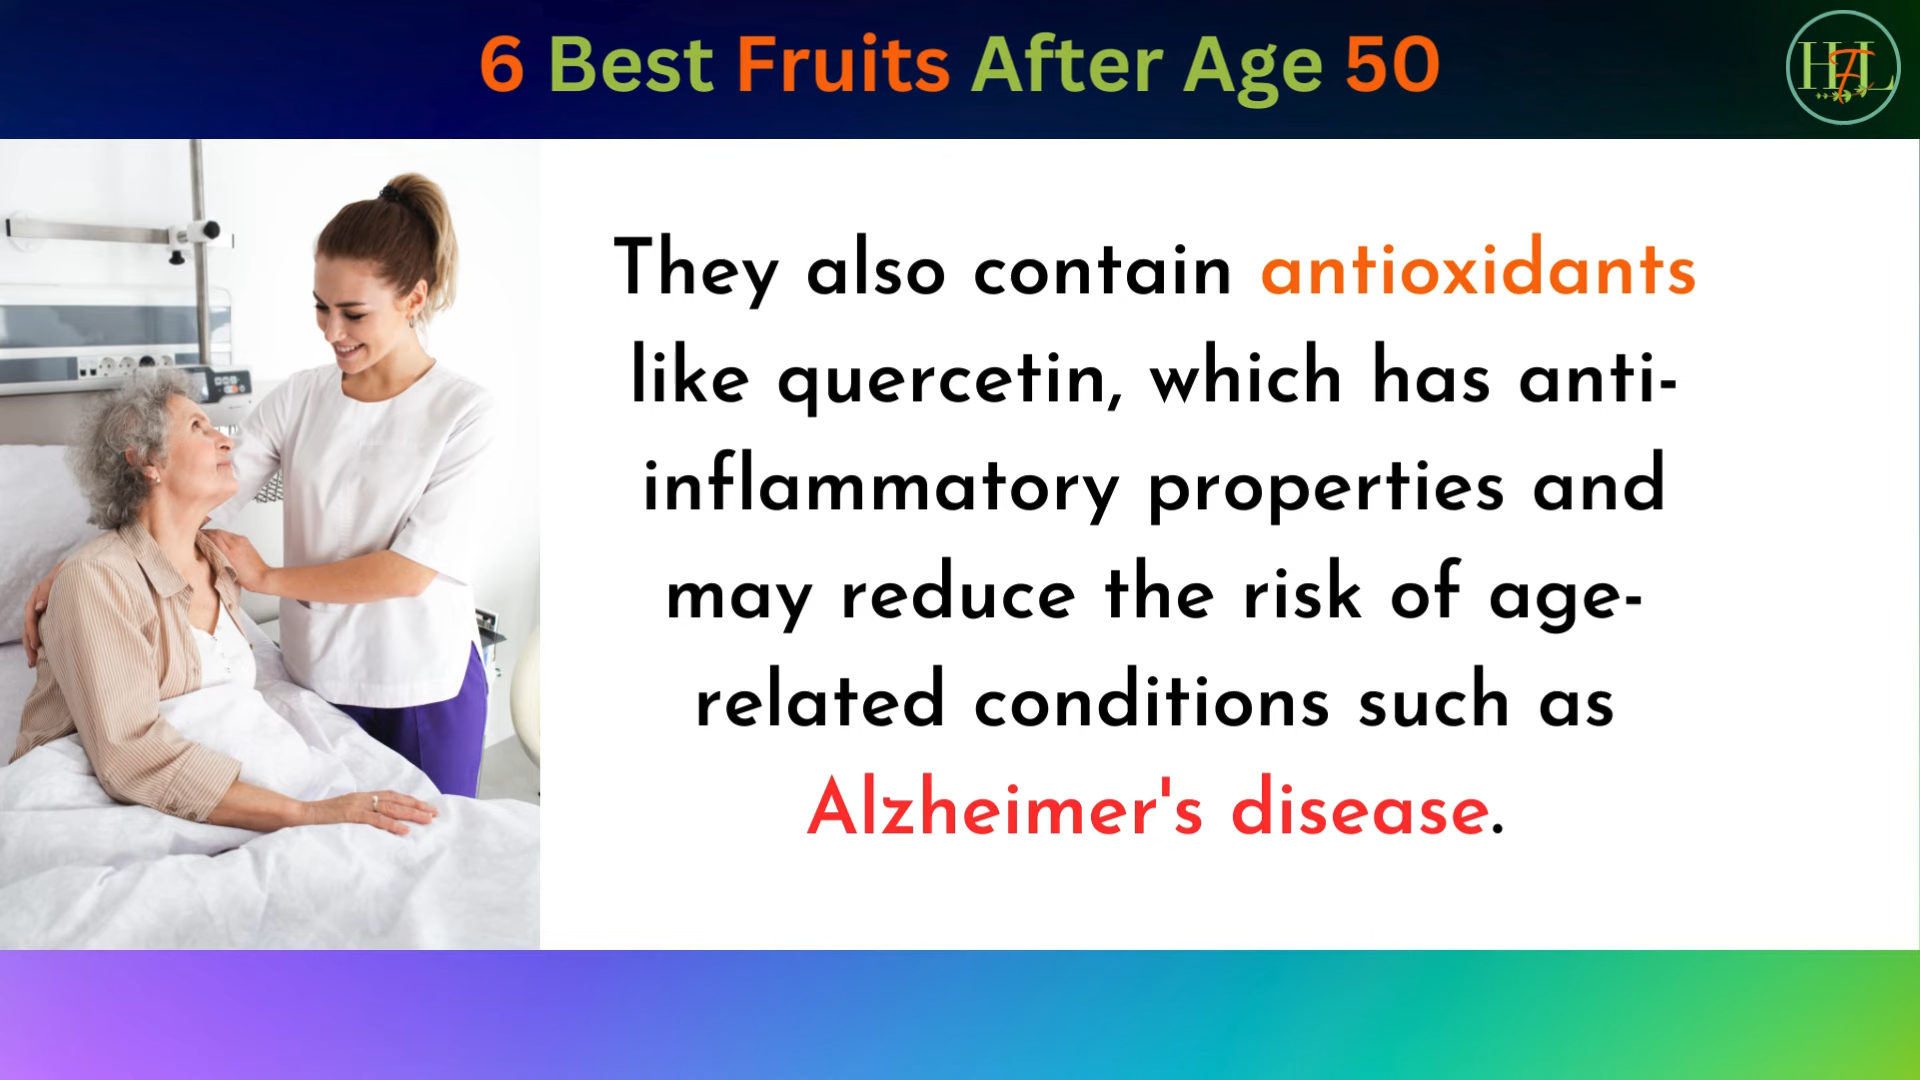 6 Best Fruits After Age 50
HFL
They also contain antioxidants
like quercetin, which has anti-
inflammatory properties and
may reduce the risk of age-
related conditions such as
Alzheimer's disease.